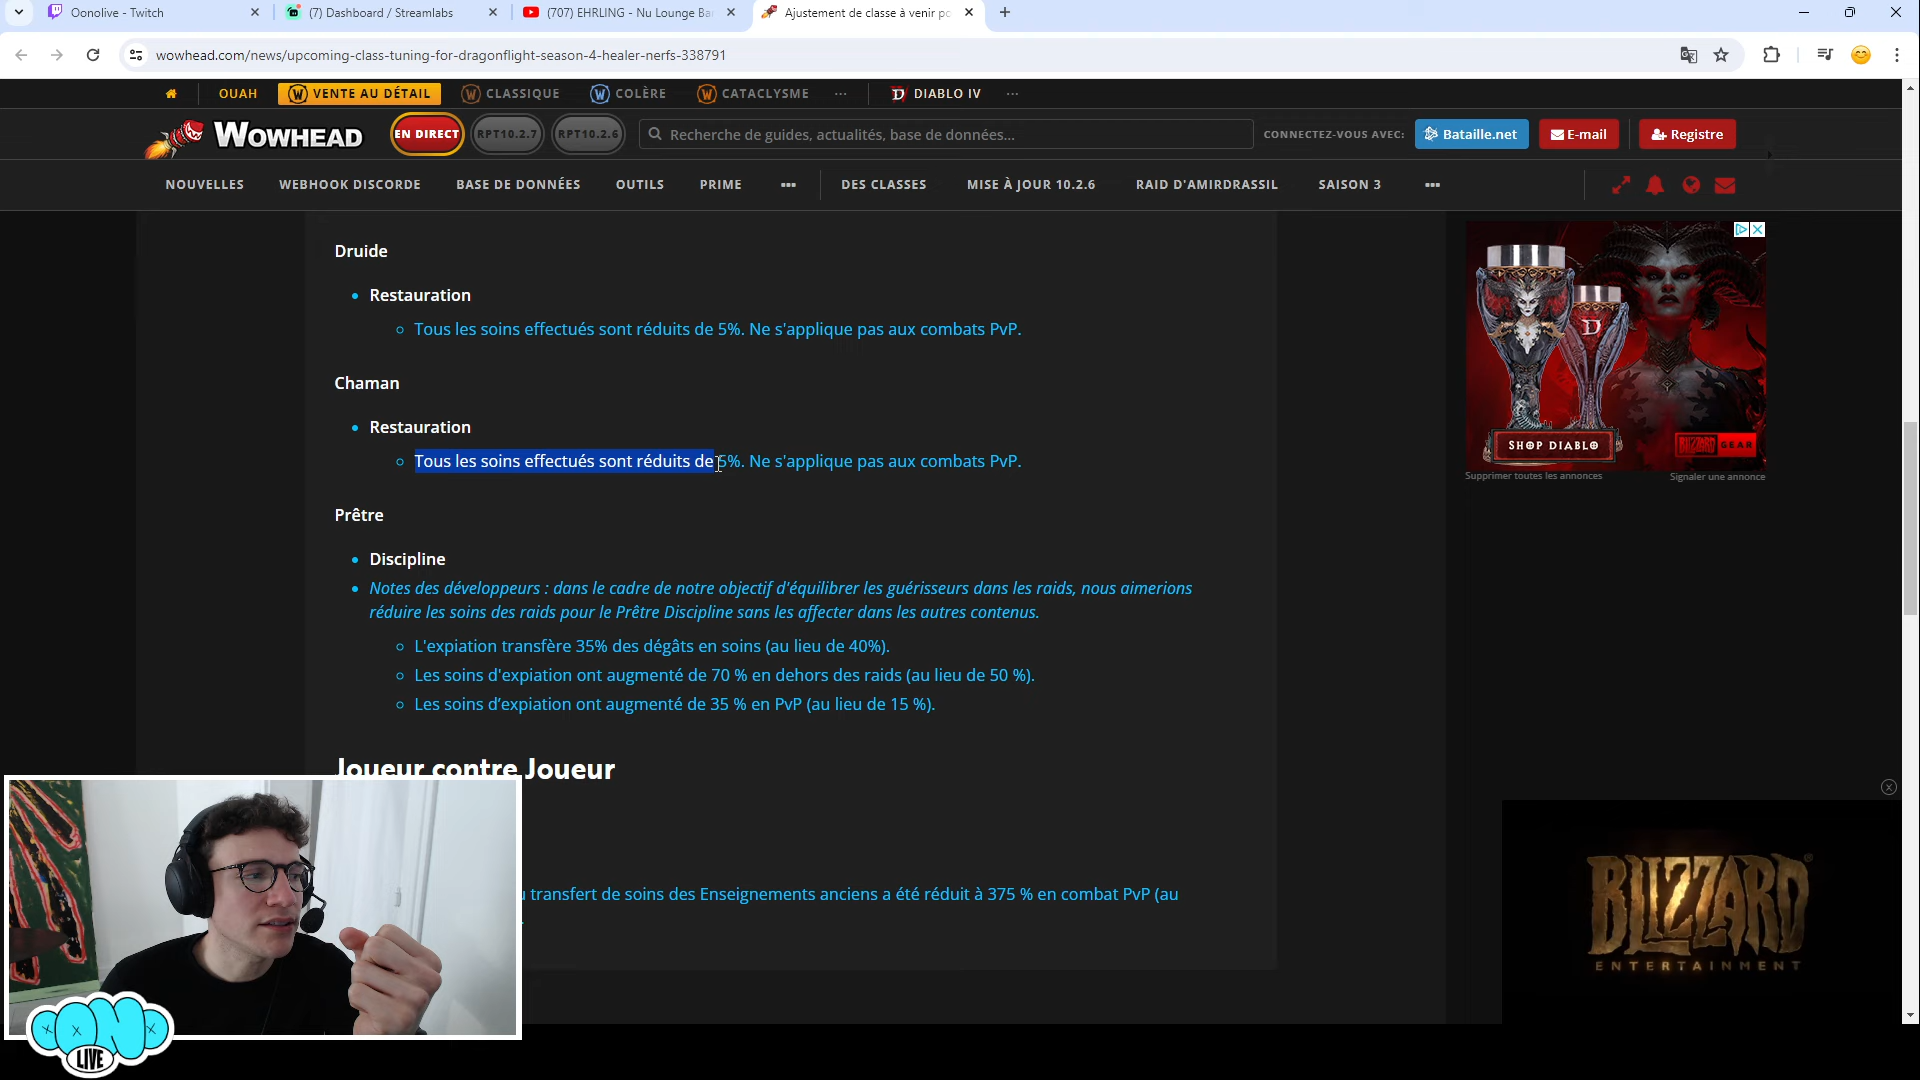 Oonolive - Twitch
(7) Dashboard / Streamlabs
(707) EHRLING - Nu Lounge Ba
Ajustement de classe à venir po
wowhead.com/news/upcoming-class-tuning-for-dragonflight-season-4-healer-nerfs-338791
OUAH
VENTE AU DÉTAIL
CLASSIQUE
COLÈRE
CATACLYSME
...
DIABLO IV
...
WOWHEAD
EN DIRECT
RPT10.2.7
RPT10.2.6
Recherche de guides, actualités, base de données...
CONNECTEZ-VOUS AVEC:
Bataille.net
E-mail
Registre
NOUVELLES
WEBHOOK DISCORDE
BASE DE DONNÉES
OUTILS
PRIME
•••
DES CLASSES
MISE À JOUR 10.2.6
RAID D'AMIRDRASSIL
SAISON 3
•••
Druide
• Restauration
◦ Tous les soins effectués sont réduits de 5%. Ne s'applique pas aux combats PvP.
Chaman
• Restauration
◦ Tous les soins effectués sont réduits de 5%. Ne s'applique pas aux combats PvP.
Prêtre
• Discipline
• Notes des développeurs : dans le cadre de notre objectif d'équilibrer les guérisseurs dans les raids, nous aimerions
réduire les soins des raids pour le Prêtre Discipline sans les affecter dans les autres contenus.
◦ L'expiation transfère 35% des dégâts en soins (au lieu de 40%).
◦ Les soins d'expiation ont augmenté de 70 % en dehors des raids (au lieu de 50 %).
◦ Les soins d’expiation ont augmenté de 35 % en PvP (au lieu de 15 %).
Joueur contre Joueur
transfert de soins des Enseignements anciens a été réduit à 375 % en combat PvP (au
SHOP DIABLO
BLIZZARD GEAR
Supprimer toutes les annonces
Signaler une annonce
BLIZZARD
ENTERTAINMENT
ONO
LIVE